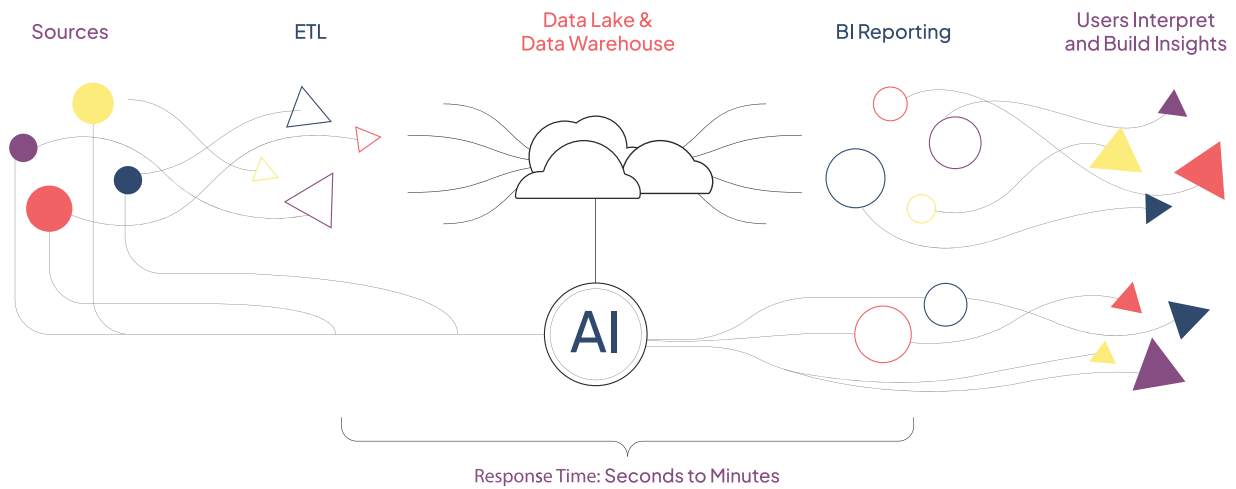 Sources
ETL
Data Lake &
Data Warehouse
BI Reporting
Users Interpret
and Build Insights
AI
Response Time: Seconds to Minutes